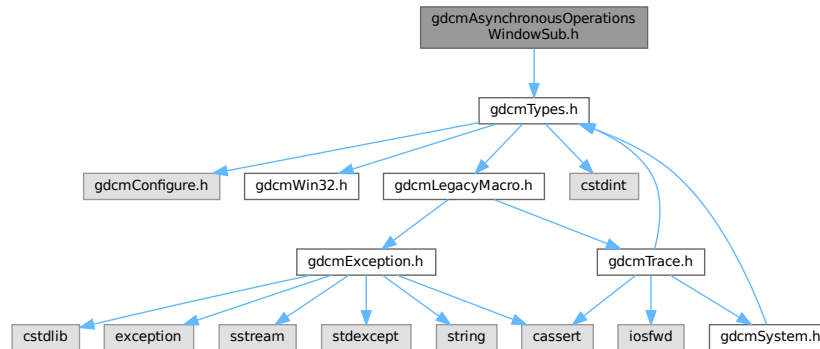 gdcmAsynchronousOperations
WindowSub.h
gdcmTypes.h
gdcmConfigure.h
gdcmWin32.h
gdcmLegacyMacro.h
cstdint
gdcmException.h
gdcmTrace.h
cstdlib
exception
sstream
stdexcept
string
cassert
iosfwd
gdcmSystem.h